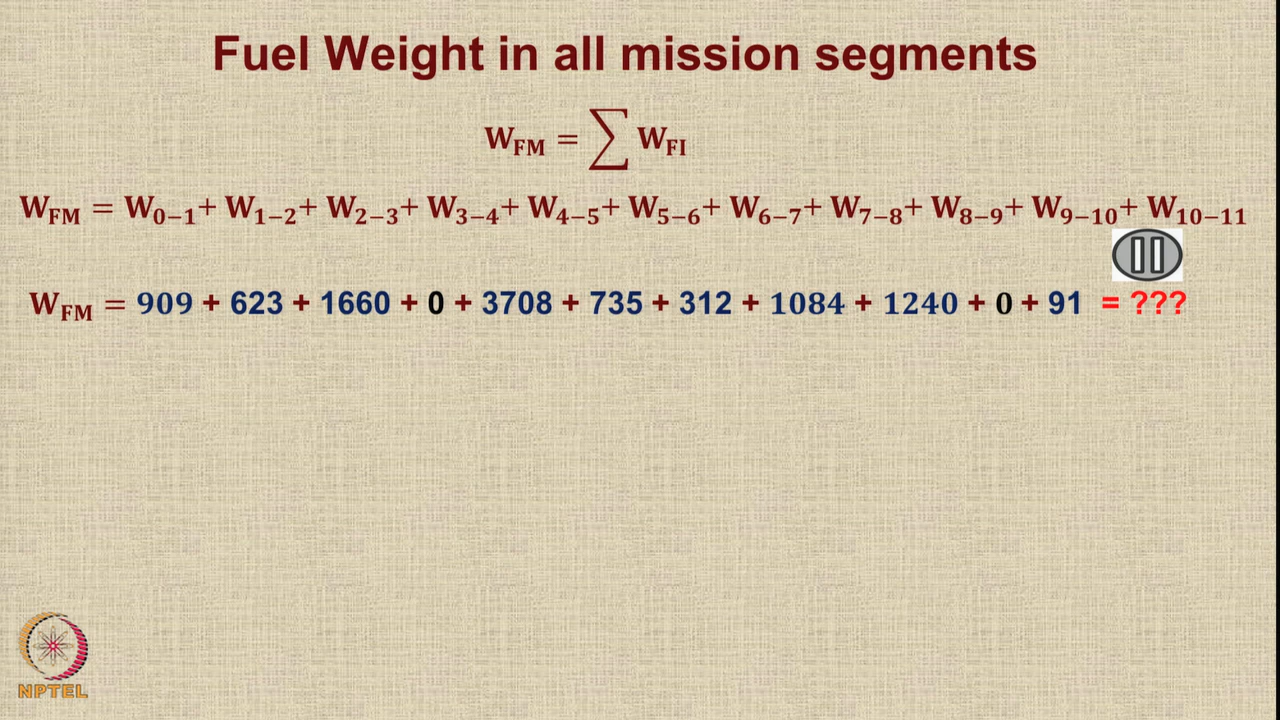 Fuel Weight in all mission segments
W_FM = ∑ W_FI
W_FM = W_0−1 + W_1−2 + W_2−3 + W_3−4 + W_4−5 + W_5−6 + W_6−7 + W_7−8 + W_8−9 + W_9−10 + W_10−11
W_FM = 909 + 623 + 1660 + 0 + 3708 + 735 + 312 + 1084 + 1240 + 0 + 91 = ???
NPTEL